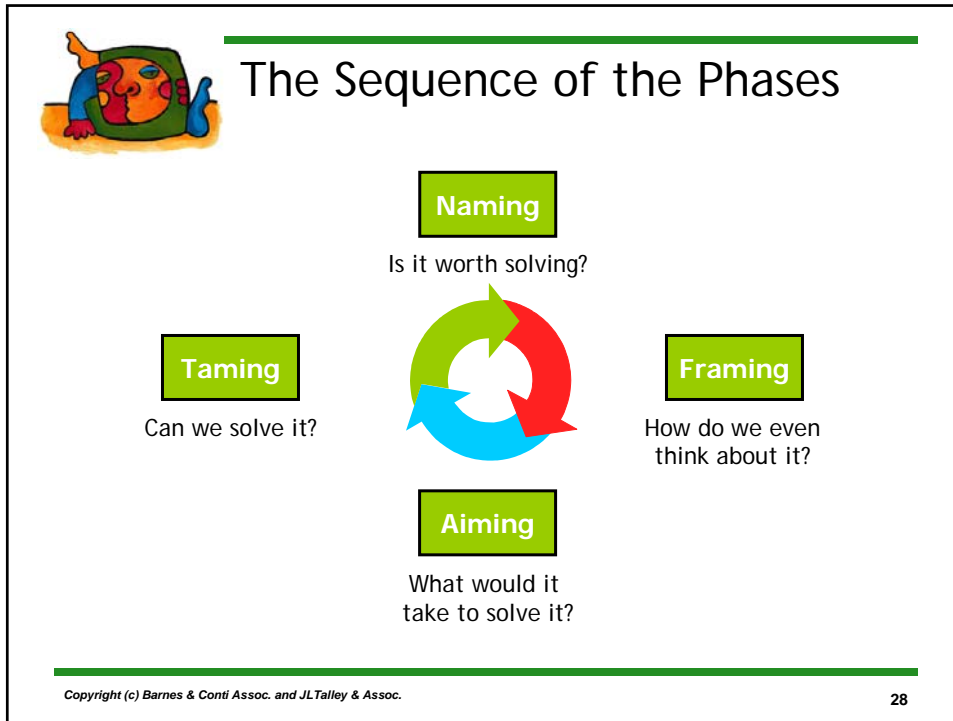 The Sequence of the Phases
Naming
Is it worth solving?
Taming
Can we solve it?
Framing
How do we even
think about it?
Aiming
What would it
take to solve it?
Copyright (c) Barnes & Conti Assoc. and JLTalley & Assoc.
28